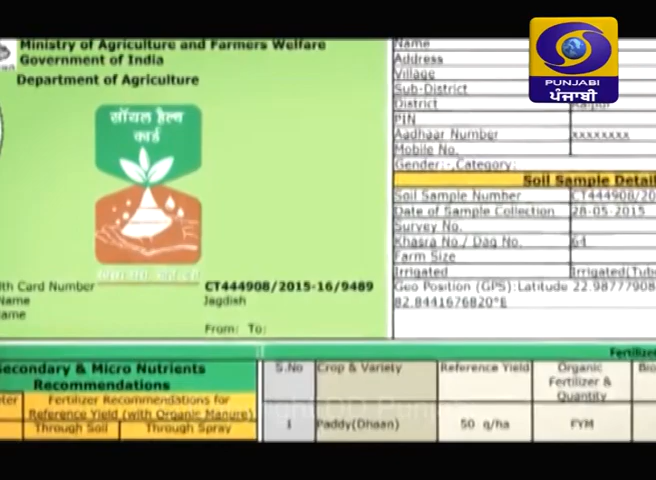 Ministry of Agriculture and Farmers Welfare
Government of India
Department of Agriculture
सॉयल हैल्थ
कार्ड
lth Card Number CT444908/2015-16/9489
Name Jagdish
ame
From: To:
Name
Address
Village
Sub-District
District
PIN
Aadhaar Number xxxxxxxx
Mobile No.
Gender:-,Category:
Soil Sample Detail
Soil Sample Number CT444908/20
Date of Sample Collection 28-05-2015
Survey No.
Khasra No./ Dag No. 64
Farm Size
Irrigated Irrigated(Tub
Geo Position (GPS):Latitude 22.98777908
82.8441676820°E
PUNJABI
ਪੰਜਾਬੀ
econdary & Micro Nutrients
Recommendations
Fertilizer Recommendations for
Reference Yield (with Organic Manure)
Through Soil Through Spray
Fertilizer
S.No Crop & Variety Reference Yield Organic Fertilizer & Quantity Bio
1 Paddy(Dhaan) 50 q/ha FYM